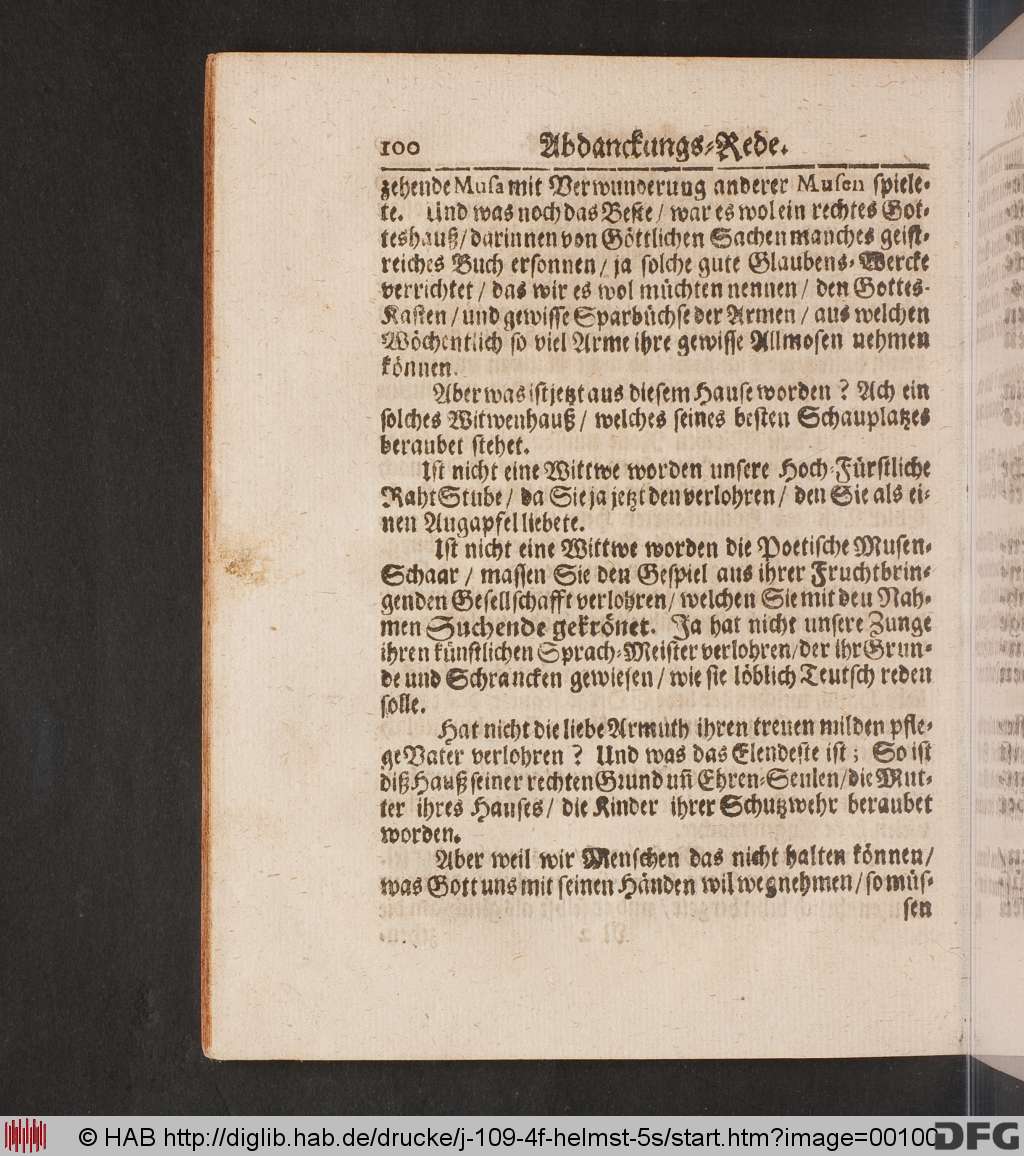 100 Abdanckungs-Rede.
zehende Musa mit Verwunderung anderer Musen spiele-
te. Und was noch das Beste / war es wol ein rechtes Got-
teshauß / darinnen von Göttlichen Sachen manches geist-
reiches Buch ersonnen / ja solche gute Glaubens-Wercke
verrichtet / das wir es wol müchten nennen / den Gottes-
Kasten / und gewisse Sparbüchse der Armen / aus welchen
Wöchentlich so viel Arme ihre gewisse Allmosen nehmen
können.
Aber was ist jetzt aus diesem Hause worden ? Ach ein
solches Witwenhauß / welches seines besten Schauplatzes
beraubet stehet.
Ist nicht eine Wittwe worden unsere Hoch-Fürstliche
Raht Stube / da Sie ja jetzt den verlohren / den Sie als ei-
nen Augapfel liebete.
Ist nicht eine Wittwe worden die Poetische Musen-
Schaar / massen Sie den Gespiel aus ihrer Fruchtbrin-
genden Gesellschafft verlohren / welchen Sie mit den Nah-
men Suchende gekrönet. Ja hat nicht unsere Zunge
ihren künstlichen Sprach-Meister verlohren / der ihr Grun-
de und Schrancken gewiesen / wie sie löblich Teutsch reden
solle.
Hat nicht die liebe Armuth ihren treuen milden pfle-
ge Vater verlohren ? Und was das Elendeste ist ; So ist
diß Hauß seiner rechten Grund uñ Ehren-Seulen / die Mut-
ter ihres Hauses / die Kinder ihrer Schutzwehr beraubet
worden.
Aber weil wir Menschen das nicht halten können /
was Gott uns mit seinen Händen wil wegnehmen / so müs-
sen
© HAB http://diglib.hab.de/drucke/j-109-4f-helmst-5s/start.htm?image=00100
DFG